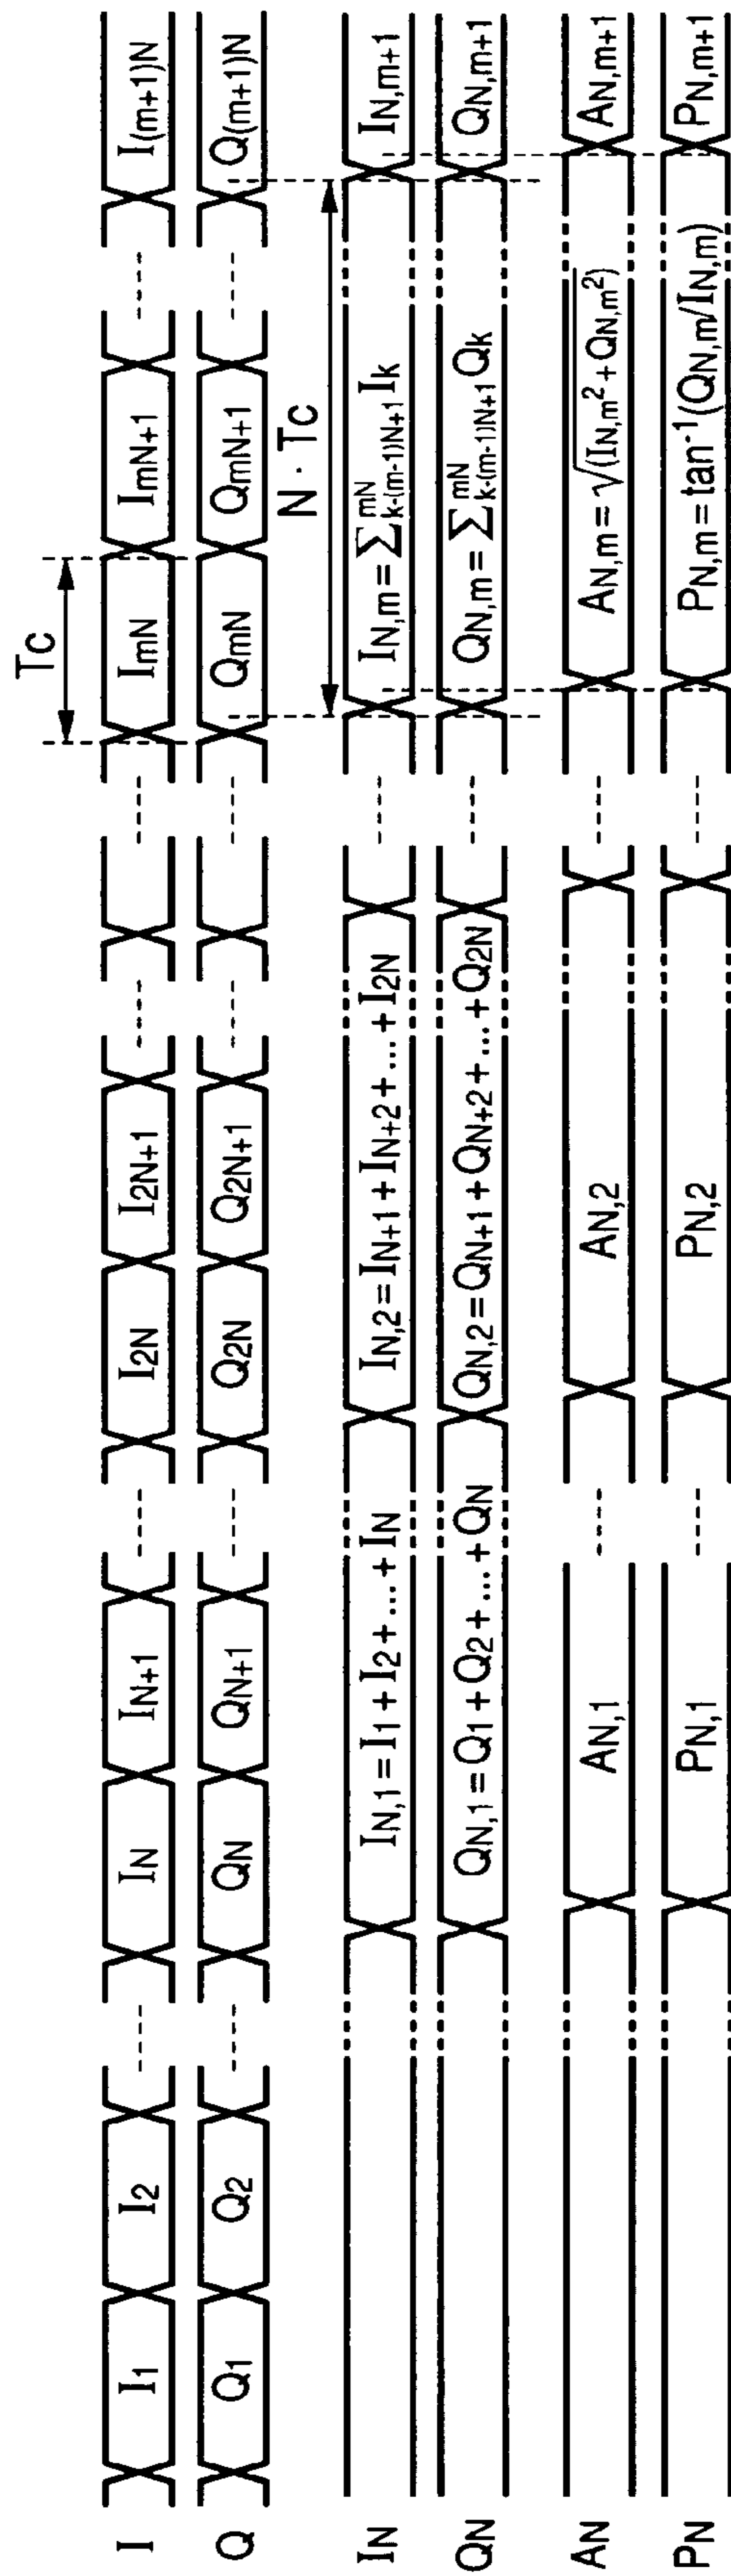 Tc
I I1 I2 ---- IN IN+1 ---- I2N I2N+1 ---- ---- ImN ImN+1 ---- I(m+1)N
Q Q1 Q2 ---- QN QN+1 ---- Q2N Q2N+1 ---- ---- QmN QmN+1 ---- Q(m+1)N
N · Tc
IN IN,1 = I1 + I2 + ... + IN IN,2 = IN+1 + IN+2 + ... + I2N ---- IN,m = ∑ mN k-(m-1)N+1 Ik IN,m+1
QN QN,1 = Q1 + Q2 + ... + QN QN,2 = QN+1 + QN+2 + ... + Q2N ---- QN,m = ∑ mN k-(m-1)N+1 Qk QN,m+1
AN AN,1 ---- AN,2 ---- AN,m = √(IN,m² + QN,m²) AN,m+1
PN PN,1 ---- PN,2 ---- PN,m = tan⁻¹(QN,m/IN,m) PN,m+1